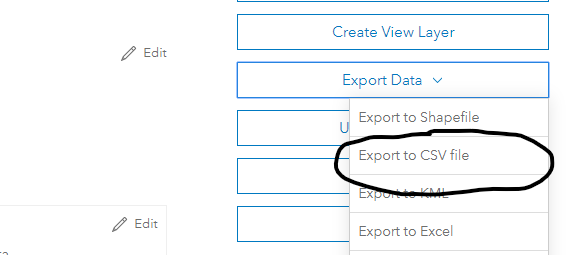 Create View Layer
Edit
Export Data
Export to Shapefile
U
Export to CSV file
Export to KML
Edit
Export to Excel